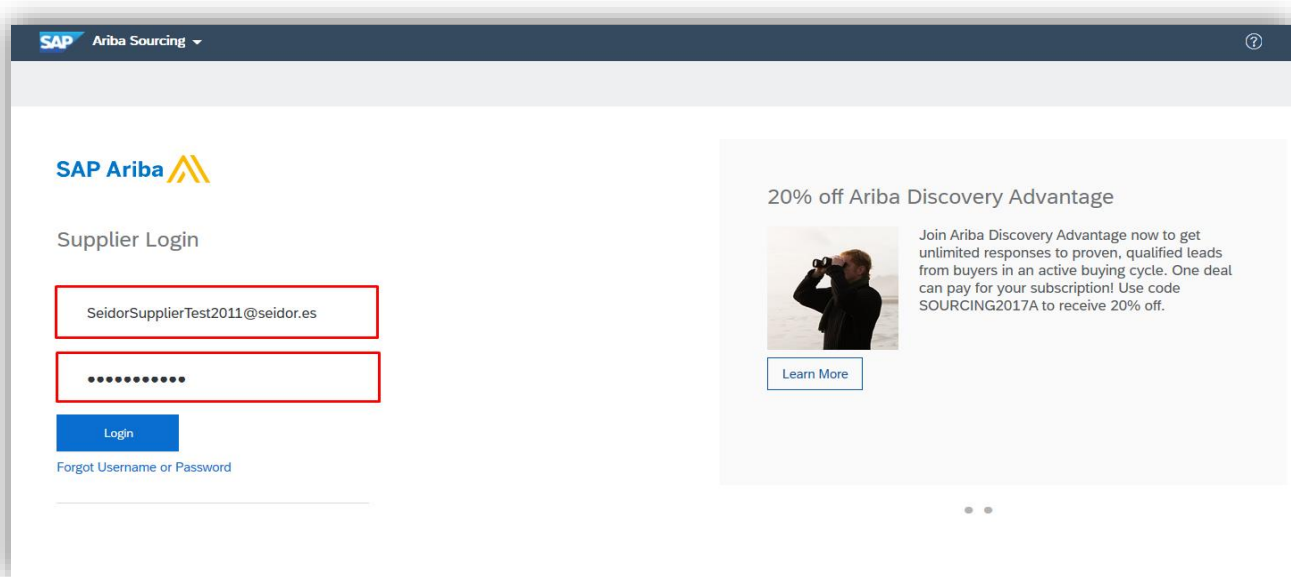 SAP Ariba Sourcing
SAP Ariba
Supplier Login
SeidorSupplierTest2011@seidor.es
•••••••••••
Login
Forgot Username or Password
20% off Ariba Discovery Advantage
Join Ariba Discovery Advantage now to get
unlimited responses to proven, qualified leads
from buyers in an active buying cycle. One deal
can pay for your subscription! Use code
SOURCING2017A to receive 20% off.
Learn More